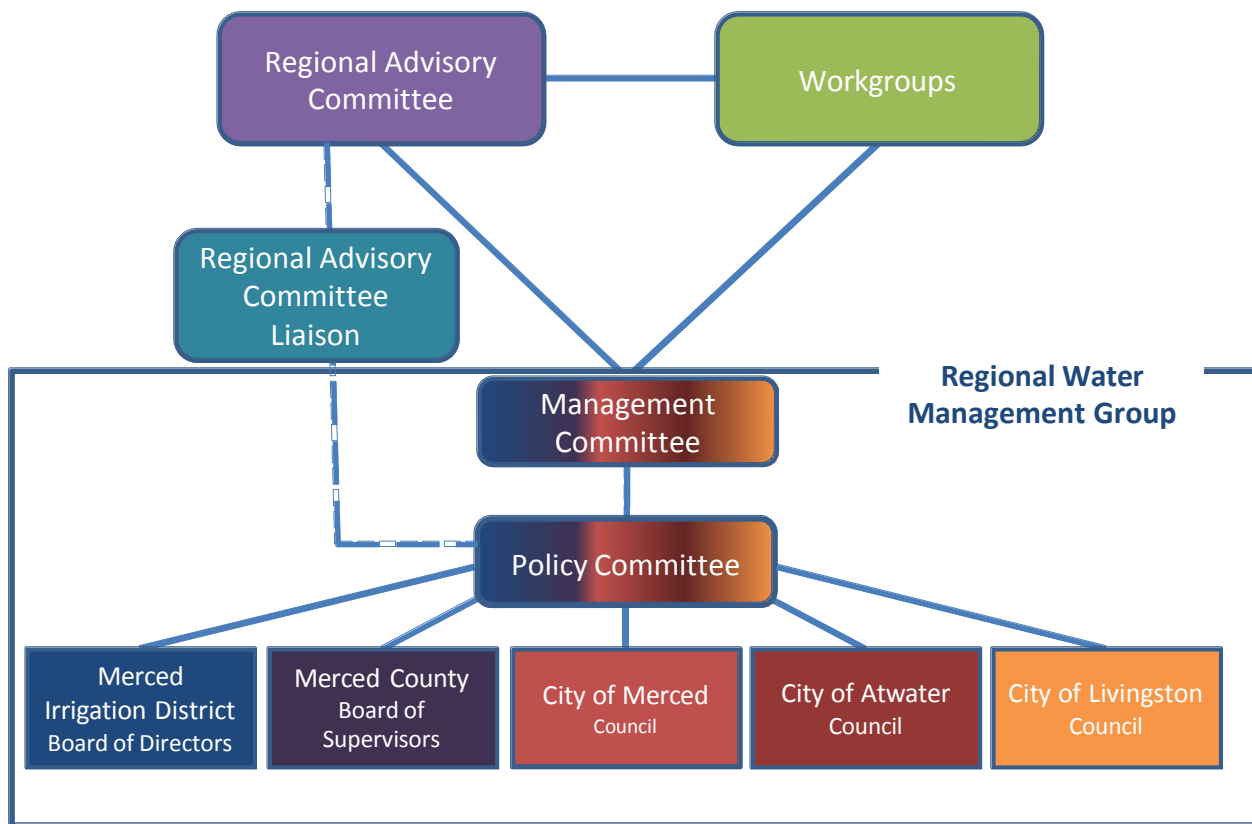 Regional Advisory
Committee
Workgroups
Regional Advisory
Committee
Liaison
Regional Water
Management Group
Management
Committee
Policy Committee
Merced
Irrigation District
Board of Directors
Merced County
Board of
Supervisors
City of Merced
Council
City of Atwater
Council
City of Livingston
Council